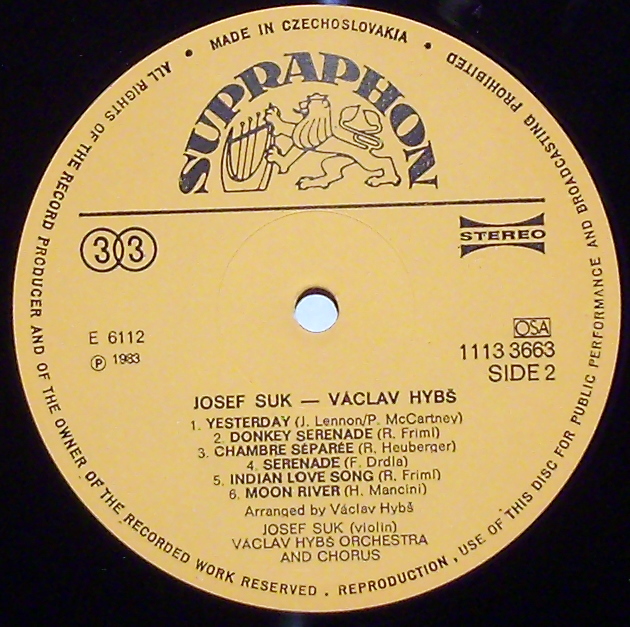 ALL RIGHTS OF THE RECORD PRODUCER AND OF THE OWNER OF THE RECORDED WORK RESERVED . REPRODUCTION, USE OF THIS DISC FOR PUBLIC PERFORMANCE AND BROADCASTING PROHIBITED • MADE IN CZECHOSLOVAKIA •
SUPRAPHON
33
STEREO
E 6112
Ⓟ 1983
OSA
1113 3663
SIDE 2
JOSEF SUK — VÁCLAV HYBŠ
1. YESTERDAY (J. Lennon/P. McCartney)
2. DONKEY SERENADE (R. Friml)
3. CHAMBRE SÉPARÉE (R. Heuberger)
4. SERENADE (F. Drdla)
5. INDIAN LOVE SONG (R. Friml)
6. MOON RIVER (H. Mancini)
Arranged by Václav Hybš
JOSEF SUK (violin)
VÁCLAV HYBŠ ORCHESTRA
AND CHORUS